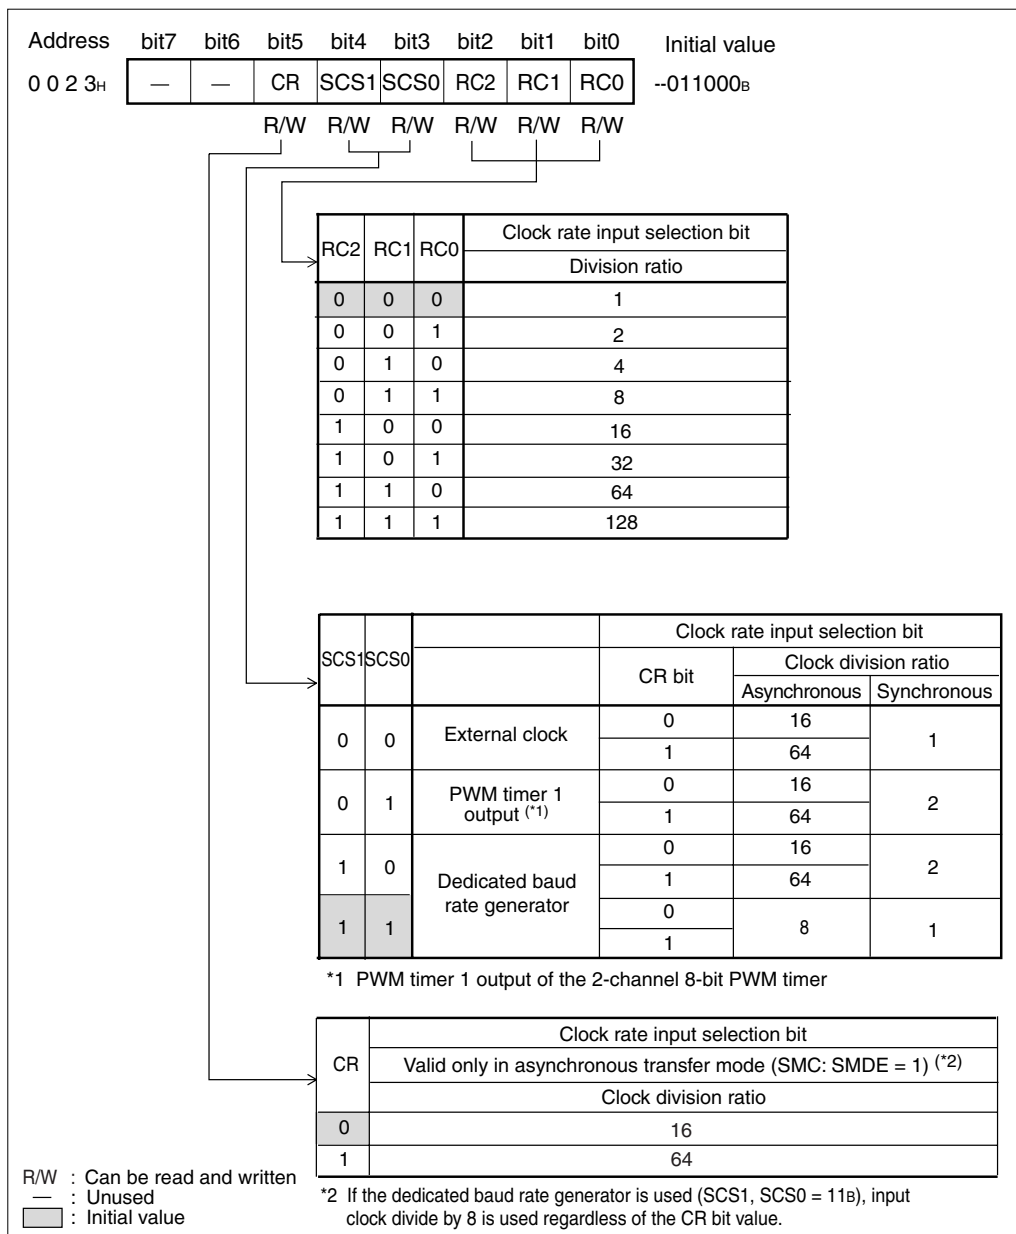 Address bit7 bit6 bit5 bit4 bit3 bit2 bit1 bit0 Initial value
0 0 2 3H — — CR SCS1 SCS0 RC2 RC1 RC0 --011000B
R/W R/W R/W R/W R/W R/W
RC2 RC1 RC0 Clock rate input selection bit
Division ratio
0 0 0 1
0 0 1 2
0 1 0 4
0 1 1 8
1 0 0 16
1 0 1 32
1 1 0 64
1 1 1 128
SCS1 SCS0 Clock rate input selection bit
CR bit Clock division ratio
Asynchronous Synchronous
0 0 External clock 0 16 1
1 64
0 1 PWM timer 1 output (*1) 0 16 2
1 64
1 0 Dedicated baud rate generator 0 16 2
1 64
1 1 0 8 1
1
*1 PWM timer 1 output of the 2-channel 8-bit PWM timer
CR Clock rate input selection bit
Valid only in asynchronous transfer mode (SMC: SMDE = 1) (*2)
Clock division ratio
0 16
1 64
R/W : Can be read and written
— : Unused
: Initial value
*2 If the dedicated baud rate generator is used (SCS1, SCS0 = 11B), input
clock divide by 8 is used regardless of the CR bit value.